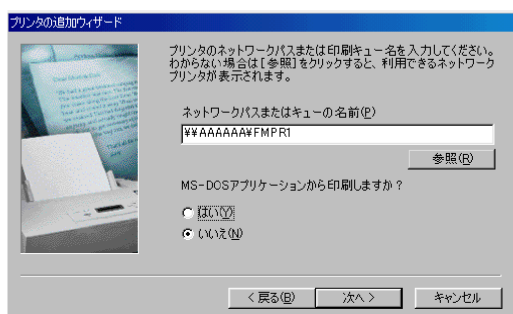 プリンタの追加ウィザード
プリンタのネットワークパスまたは印刷キュー名を入力してください。
わからない場合は[参照]をクリックすると、利用できるネットワーク
プリンタが表示されます。
ネットワークパスまたはキューの名前(P)
¥¥AAAAAA¥FMPR1
参照(R)
MS-DOSアプリケーションから印刷しますか？
はい(Y)
いいえ(N)
< 戻る(B)
次へ >
キャンセル